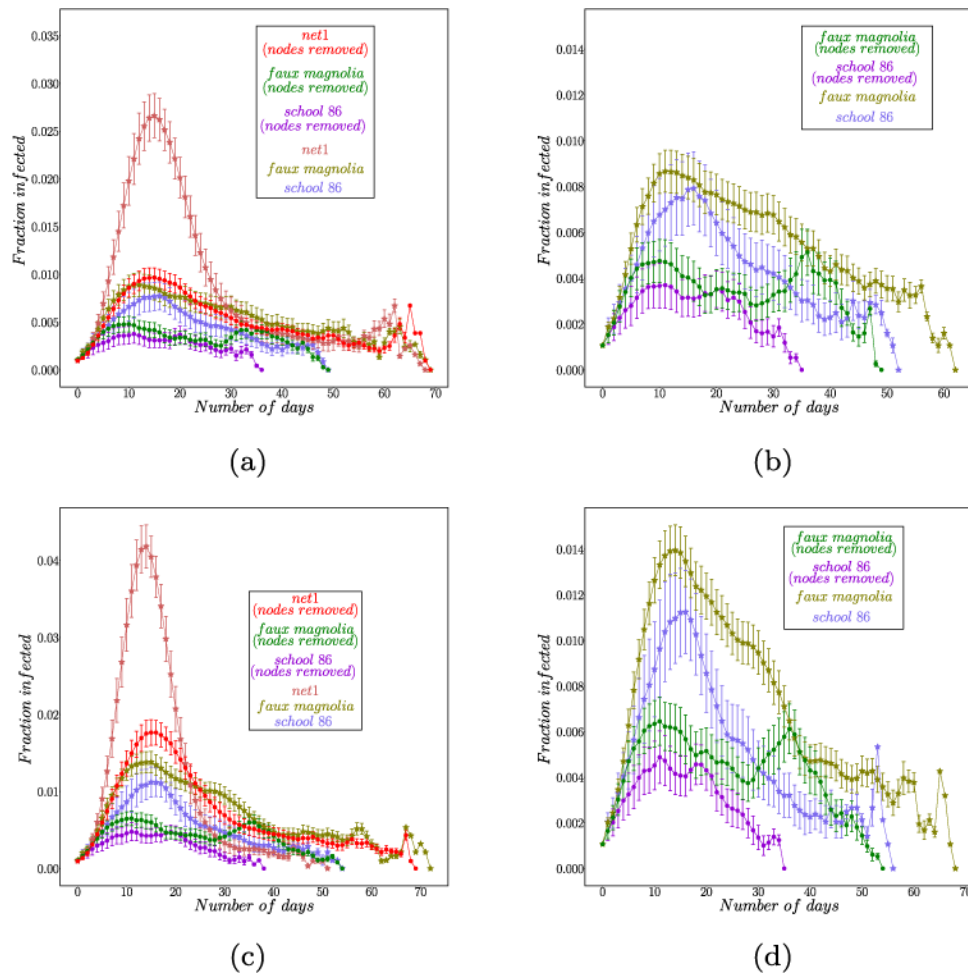 0.035
0.030
0.025
0.020
0.015
0.010
0.005
0.000
Fraction infected
0 10 20 30 40 50 60 70
Number of days
net1
(nodes removed)
faux magnolia
(nodes removed)
school 86
(nodes removed)
net1
faux magnolia
school 86
(a)
0.014
0.012
0.010
0.008
0.006
0.004
0.002
0.000
Fraction infected
0 10 20 30 40 50 60
Number of days
faux magnolia
(nodes removed)
school 86
(nodes removed)
faux magnolia
school 86
(b)
0.04
0.03
0.02
0.01
0.00
Fraction infected
0 10 20 30 40 50 60 70
Number of days
net1
(nodes removed)
faux magnolia
(nodes removed)
school 86
(nodes removed)
net1
faux magnolia
school 86
(c)
0.014
0.012
0.010
0.008
0.006
0.004
0.002
0.000
Fraction infected
0 10 20 30 40 50 60 70
Number of days
faux magnolia
(nodes removed)
school 86
(nodes removed)
faux magnolia
school 86
(d)